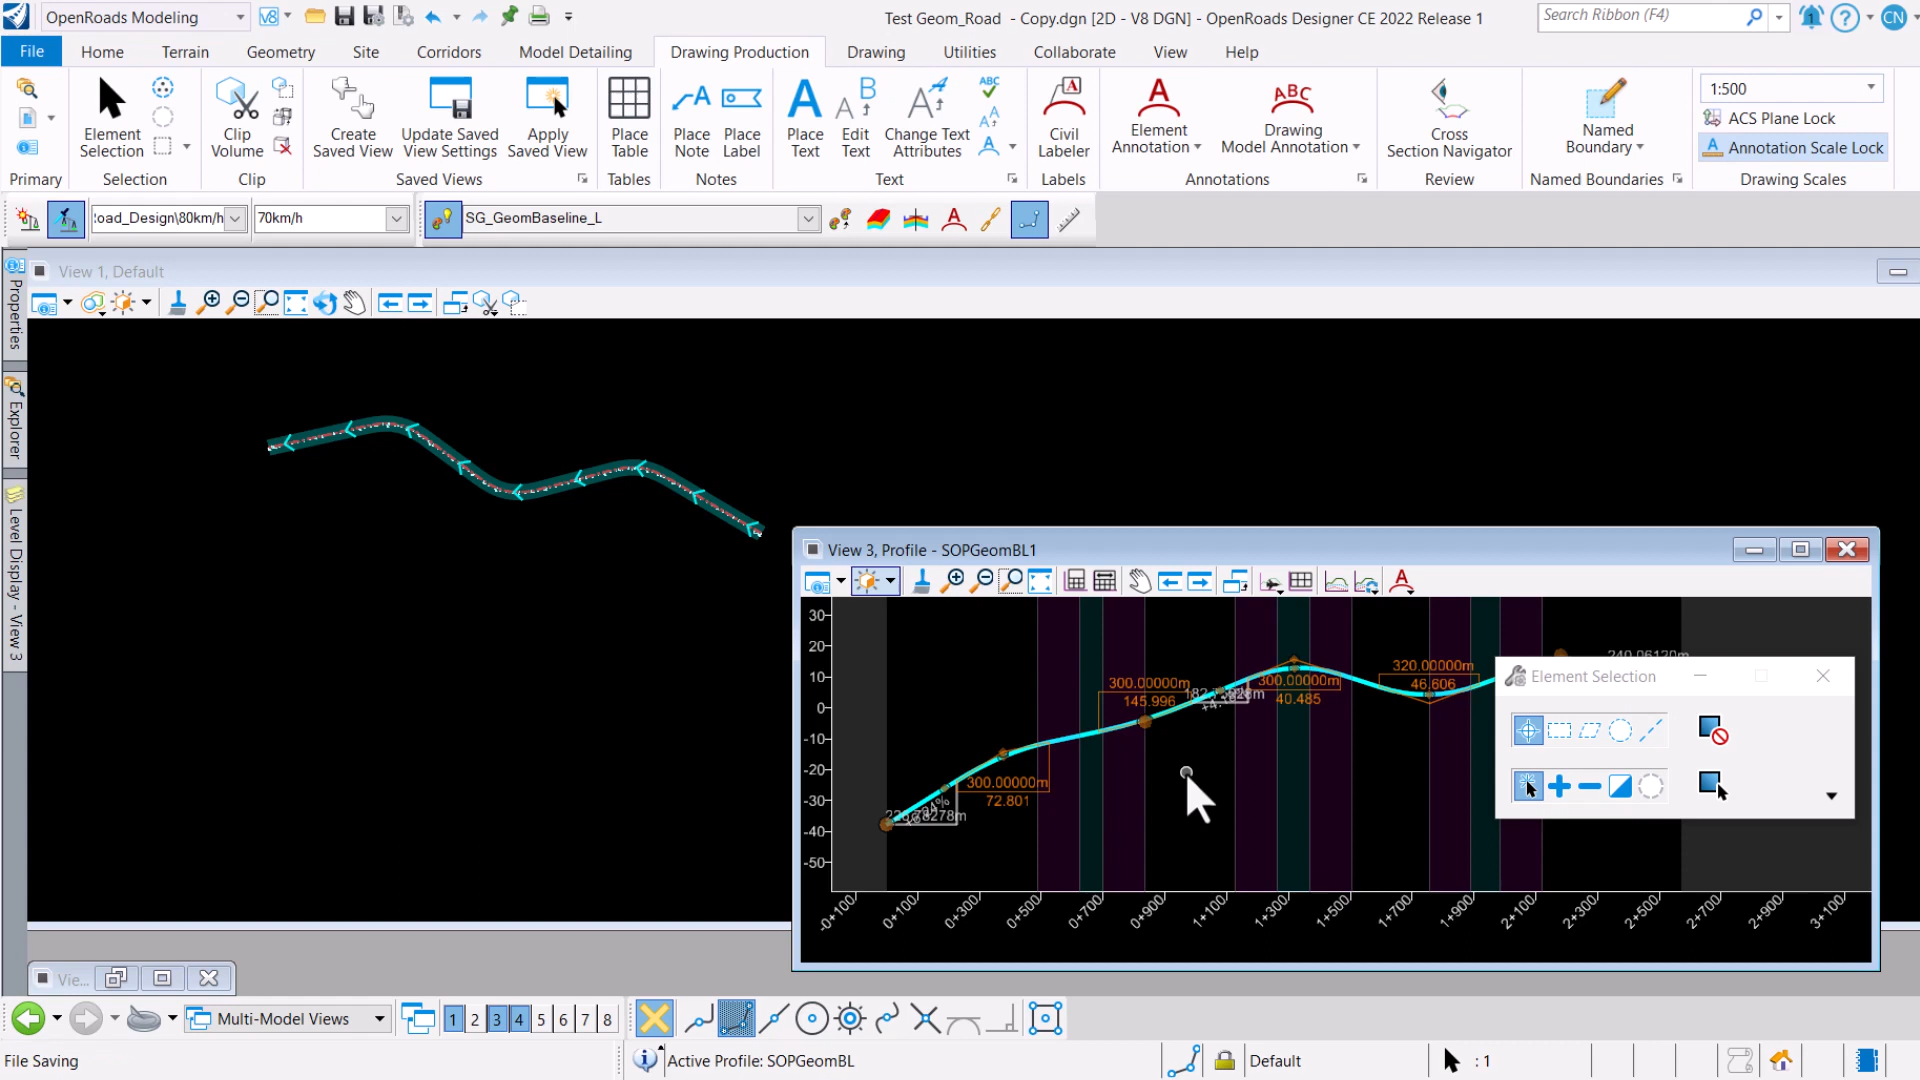 OpenRoads Modeling
V8
Test Geom_Road - Copy.dgn [2D - V8 DGN] - OpenRoads Designer CE 2022 Release 1
Search Ribbon (F4)
1
CN
File
Home
Terrain
Geometry
Site
Corridors
Model Detailing
Drawing Production
Drawing
Utilities
Collaborate
View
Help
Element Selection
Clip Volume
Create Saved View
Update Saved View Settings
Apply Saved View
Place Table
Place Note
Place Label
Place Text
Edit Text
Change Text Attributes
Civil Labeler
Element Annotation
Drawing Model Annotation
Cross Section Navigator
Named Boundary
1:500
ACS Plane Lock
Annotation Scale Lock
Primary
Selection
Clip
Saved Views
Tables
Notes
Text
Labels
Annotations
Review
Named Boundaries
Drawing Scales
:oad_Design\80km/h
70km/h
SG_GeomBaseline_L
View 1, Default
Properties
Explorer
Level Display - View 3
View 3, Profile - SOPGeomBL1
30
20
10
0
-10
-20
-30
-40
-50
300.00000m
72.801
300.00000m
145.996
300.00000m
40.485
320.00000m
46.606
Element Selection
-0+100
0+100
0+300
0+500
0+700
0+900
1+100
1+300
1+500
1+700
1+900
2+100
2+300
2+500
2+700
2+900
3+100
Vie...
Multi-Model Views
1 2 3 4 5 6 7 8
File Saving
Active Profile: SOPGeomBL
Default
: 1